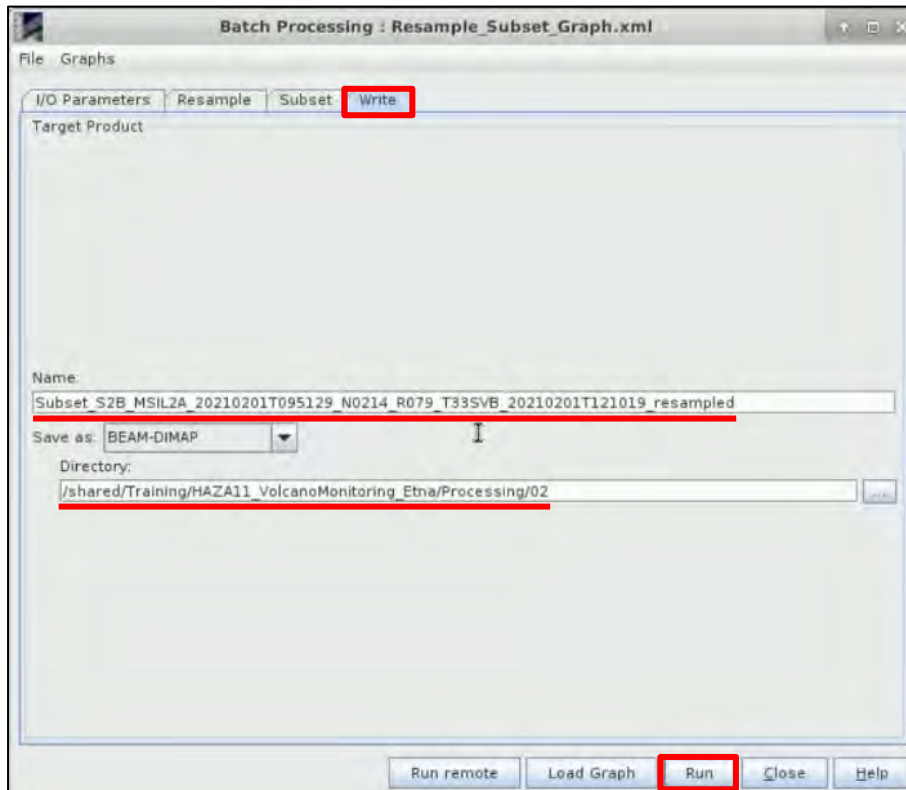 Batch Processing : Resample_Subset_Graph.xml
File Graphs
I/O Parameters Resample Subset Write
Target Product
Name:
Subset_S2B_MSIL2A_20210201T095129_N0214_R079_T33SVB_20210201T121019_resampled
Save as: BEAM-DIMAP
Directory:
/shared/Training/HAZA11_VolcanoMonitoring_Etna/Processing/02
...
Run remote Load Graph Run Close Help